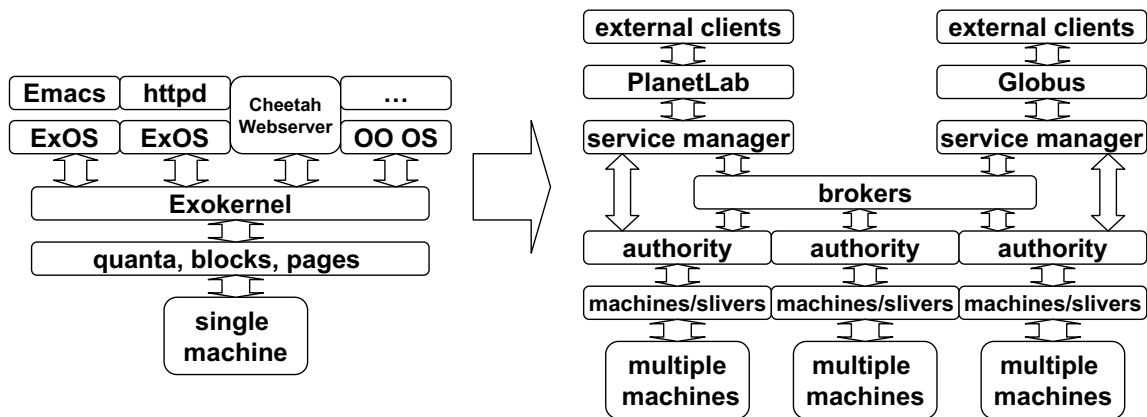 Emacs
httpd
Cheetah
Webserver
…
ExOS
ExOS
OO OS
Exokernel
quanta, blocks, pages
single
machine
external clients
external clients
PlanetLab
Globus
service manager
service manager
brokers
authority
authority
authority
machines/slivers
machines/slivers
machines/slivers
multiple
machines
multiple
machines
multiple
machines